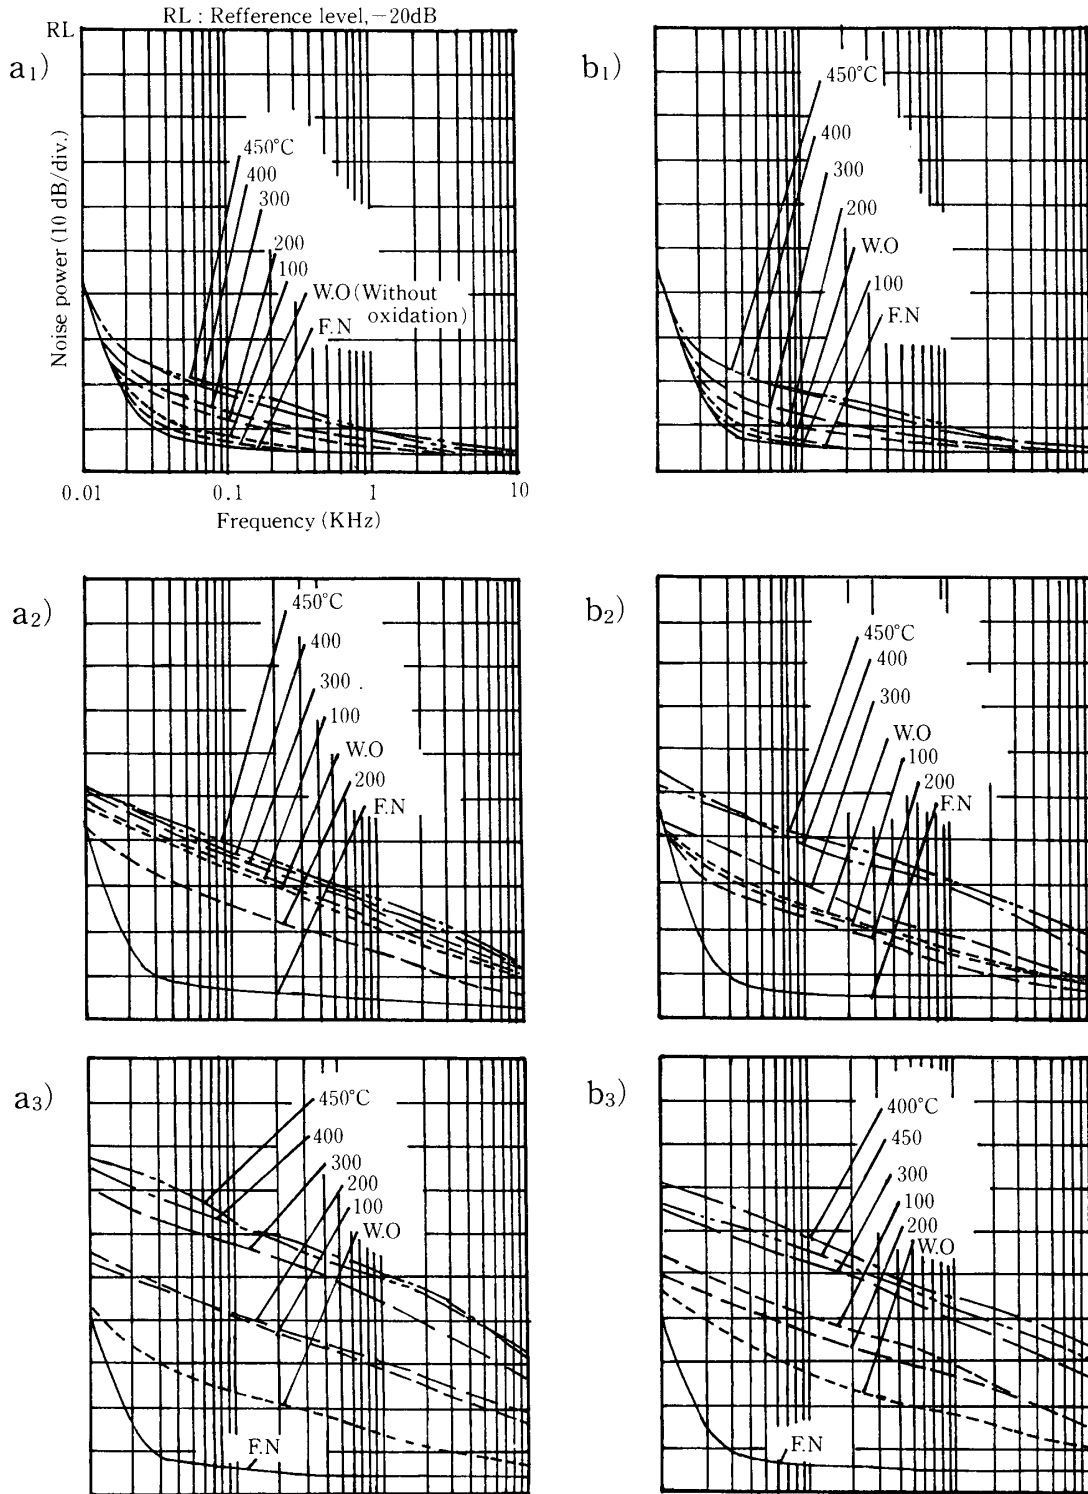 RL : Refference level, −20dB
RL
a1)
Noise power (10 dB/div.)
450°C
400
300
200
100
W.O (Without
oxidation)
F.N
0.01
0.1
1
10
Frequency (KHz)
b1)
450°C
400
300
200
W.O
100
F.N
a2)
450°C
400
300
100
W.O
200
F.N
b2)
450°C
400
300
W.O
100
200
F.N
a3)
450°C
400
300
200
100
W.O
F.N
b3)
400°C
450
300
100
200
W.O
F.N